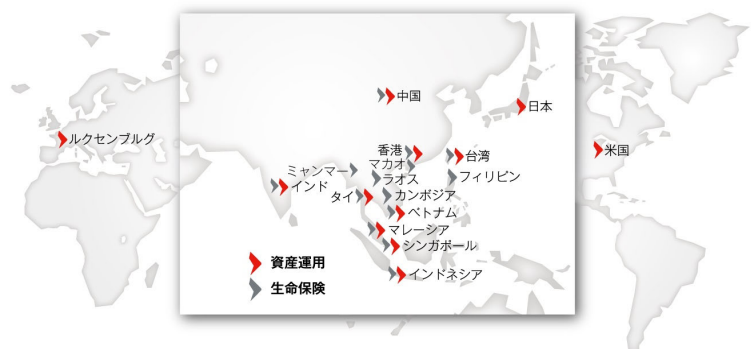 中国
日本
ルクセンブルグ
香港
台湾
米国
マカオ
ミャンマー
ラオス
フィリピン
インド
タイ
カンボジア
ベトナム
マレーシア
シンガポール
資産運用
インドネシア
生命保険